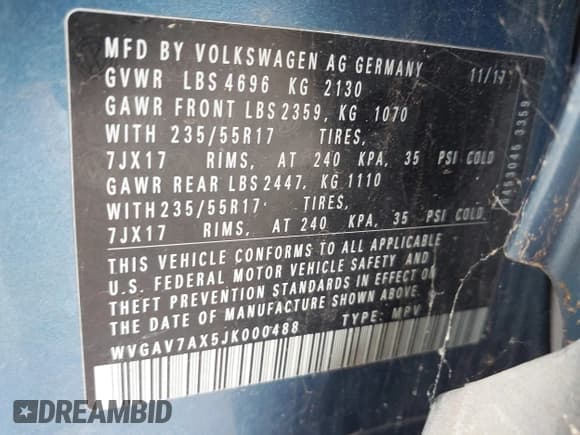 MFD BY VOLKSWAGEN AG GERMANY 11/17
GVWR LBS 4696 KG 2130
GAWR FRONT LBS 2359, KG 1070
WITH 235/55R17 TIRES,
7JX17 RIMS, AT 240 KPA, 35 PSI COLD
GAWR REAR LBS 2447, KG 1110
WITH 235/55R17 TIRES,
7JX17 RIMS, AT 240 KPA, 35 PSI COLD,
THIS VEHICLE CONFORMS TO ALL APPLICABLE
U.S. FEDERAL MOTOR VEHICLE SAFETY AND
THEFT PREVENTION STANDARDS IN EFFECT ON
THE DATE OF MANUFACTURE SHOWN ABOVE.
WVGAV7AX5JK000488 TYPE: MPV
3359
DREAMBID